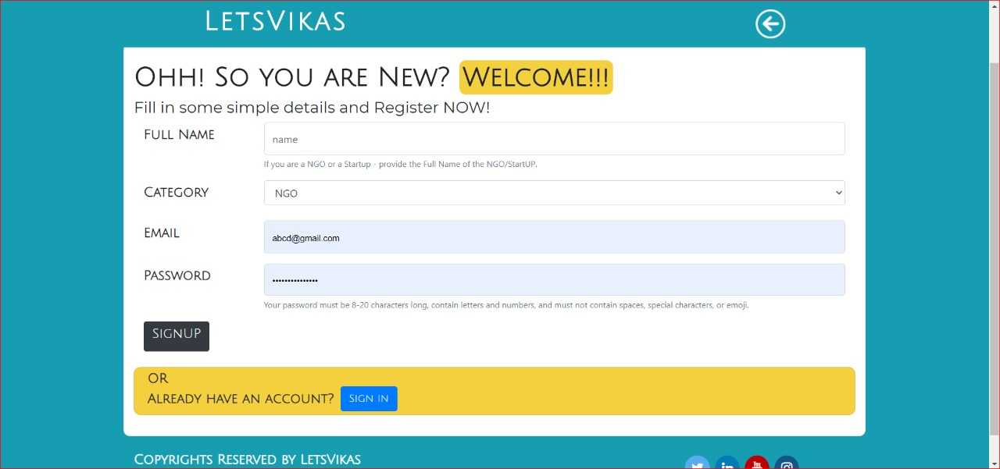 LetsVikas
Ohh! So you are New? Welcome!!!
Fill in some simple details and Register NOW!
Full Name
name
If you are a NGO or a Startup - provide the Full Name of the NGO/StartUP.
Category
NGO
Email
abcd@gmail.com
Password
•••••••••••••••
Your password must be 8-20 characters long, contain letters and numbers, and must not contain spaces, special characters, or emoji.
SignUP
OR
Already have an account? Sign In
Copyrights Reserved by LetsVikas